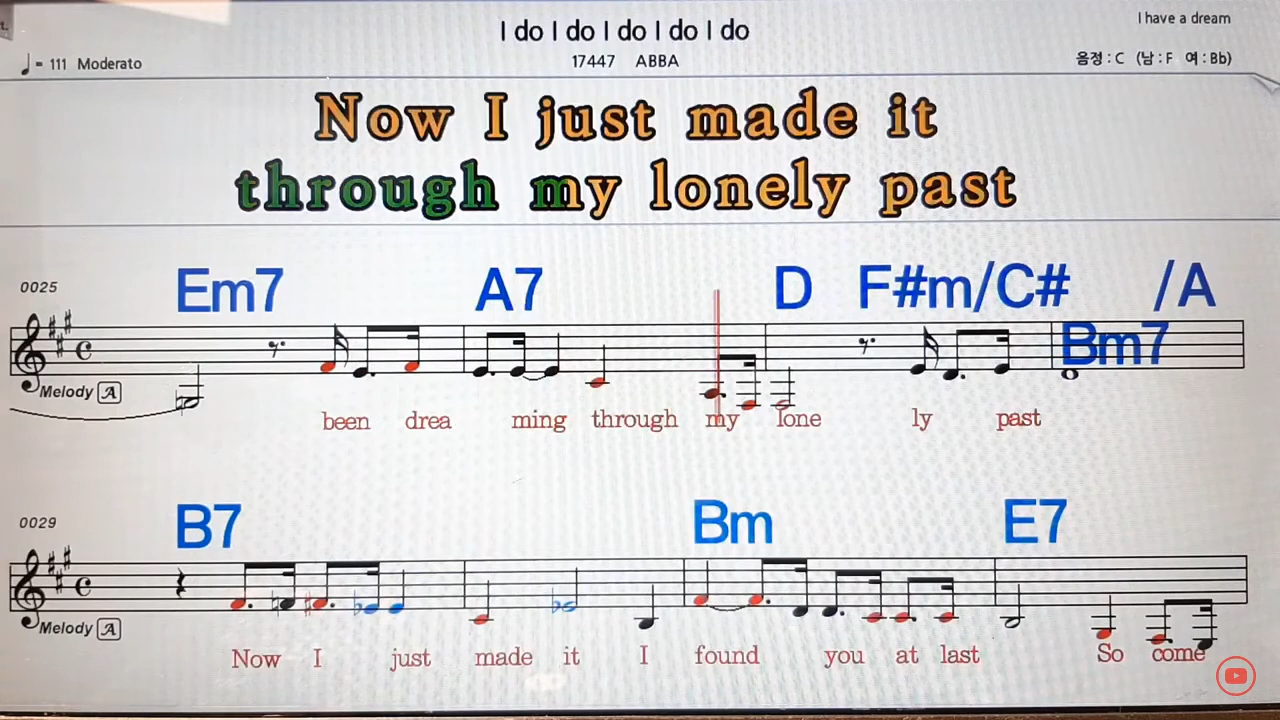 t.
I do I do I do I do I do
I have a dream
♩= 111 Moderato
17447 ABBA
음정 : C (남 : F 여 : Bb)
Now I just made it
through my lonely past
0025
Em7 A7 D F#m/C# /A
Bm7
Melody A
been drea ming through my lone ly past
0029
B7 Bm E7
Melody A
Now I just made it I found you at last So come